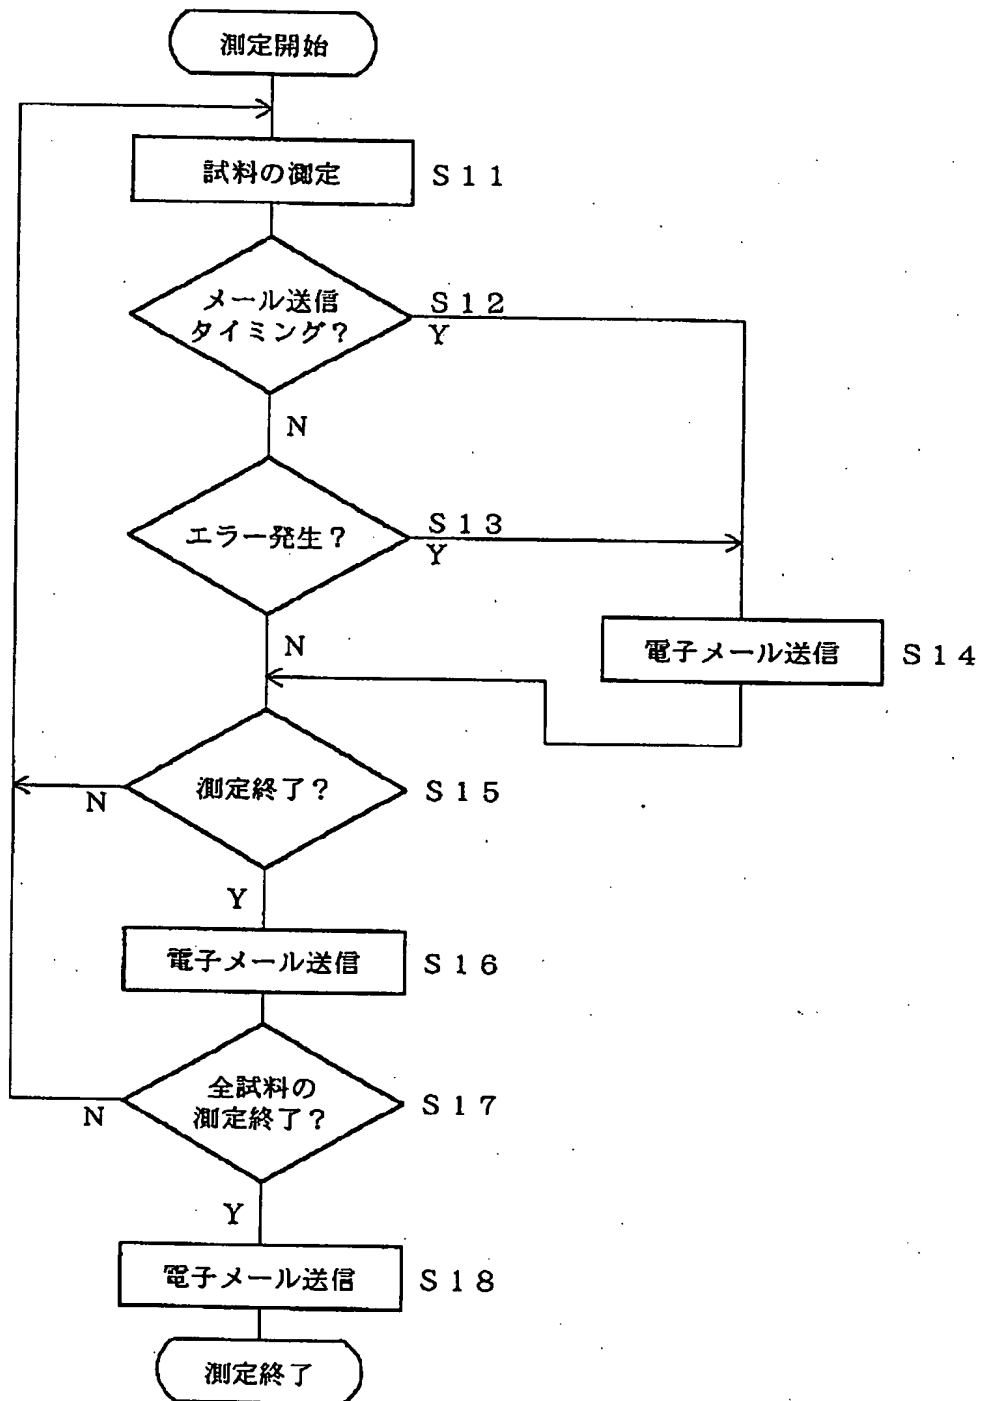 測定開始
試料の測定
S11
メール送信
タイミング？
S12
Y
N
エラー発生？
S13
Y
N
電子メール送信
S14
測定終了？
S15
N
Y
電子メール送信
S16
全試料の
測定終了？
S17
N
Y
電子メール送信
S18
測定終了